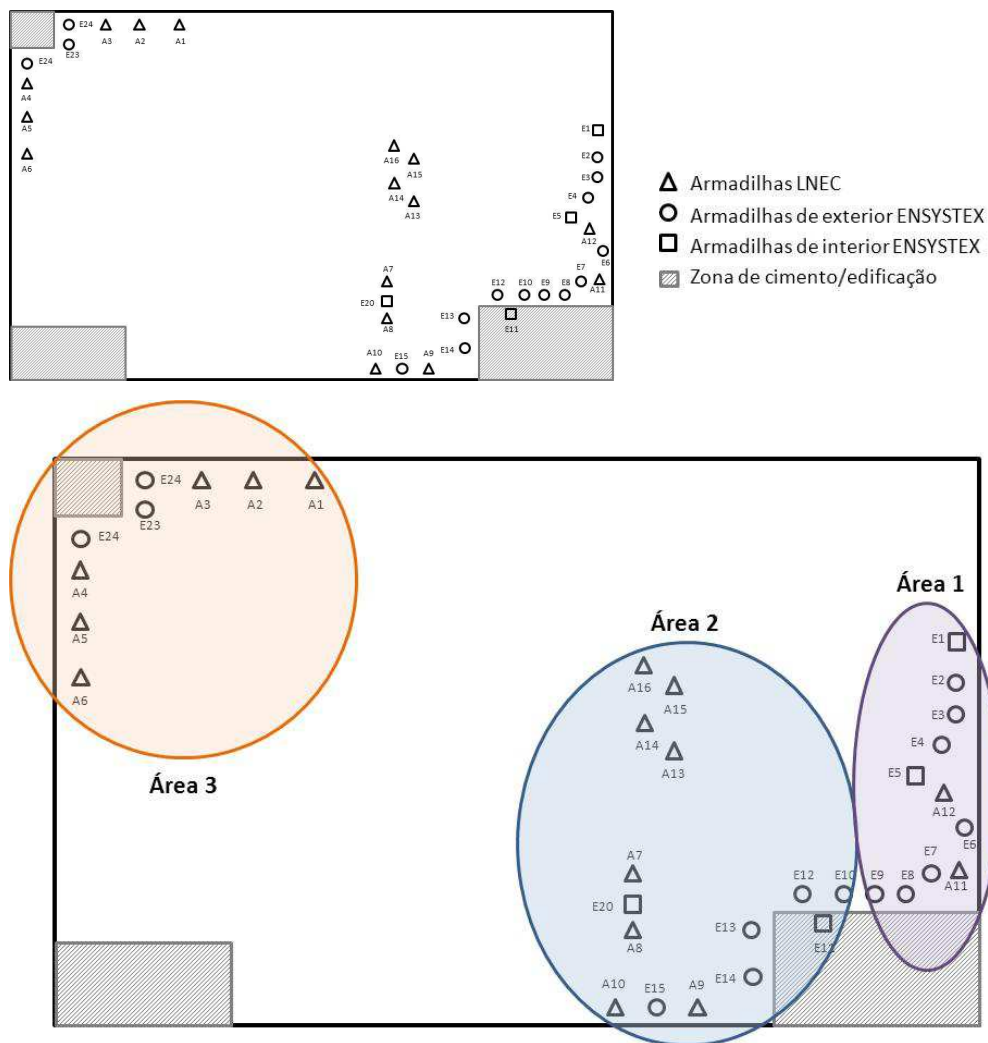 E24
A3
A2
A1
E23
E24
A4
A5
A6
A16
A15
A14
A13
E1
E2
E3
E4
E5
A12
E6
A7
E20
A8
E12
E10
E9
E8
E7
A11
E13
E11
E14
A10
E15
A9
Armadilhas LNEC
Armadilhas de exterior ENSYSTEX
Armadilhas de interior ENSYSTEX
Zona de cimento/edificação
E24
A3
A2
A1
E23
E24
A4
A5
A6
Área 3
Área 2
A16
A15
A14
A13
A7
E20
A8
E12
E10
E13
E11
E14
A10
E15
A9
Área 1
E1
E2
E3
E4
E5
A12
E6
E7
E9
E8
A11